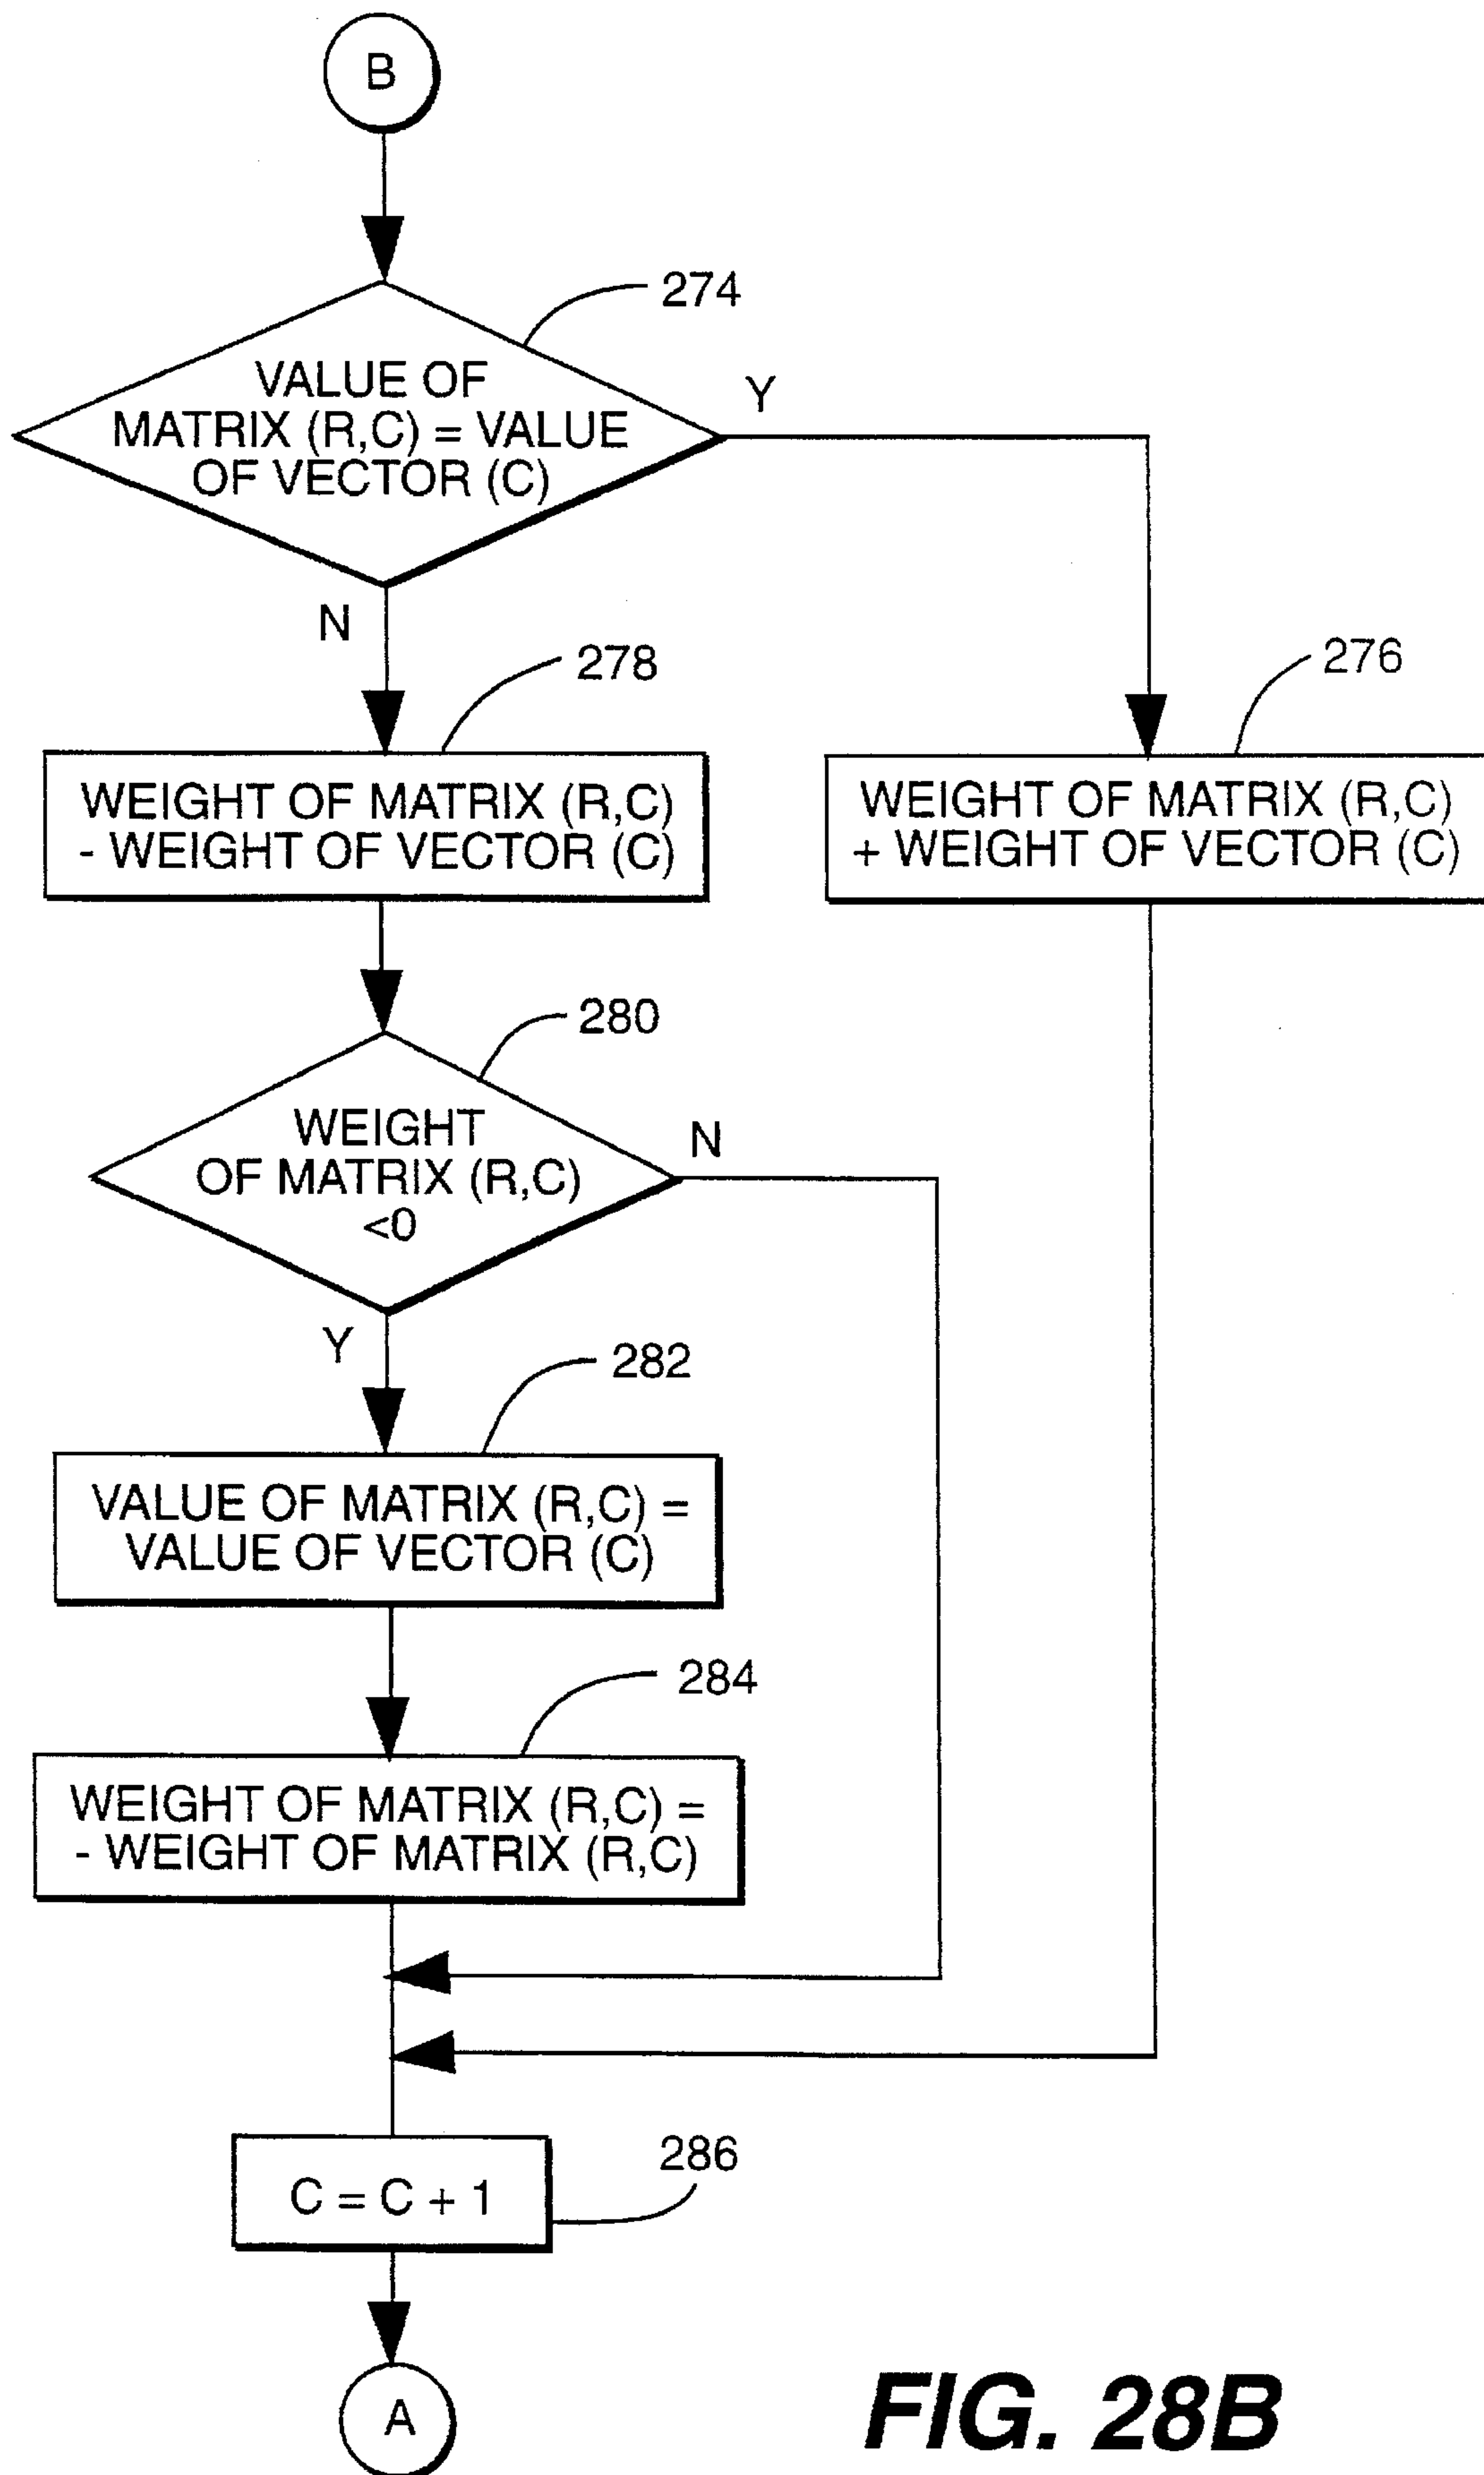 B
274
VALUE OF
MATRIX (R,C) = VALUE
OF VECTOR (C)
Y
N
278
276
WEIGHT OF MATRIX (R,C)
- WEIGHT OF VECTOR (C)
WEIGHT OF MATRIX (R,C)
+ WEIGHT OF VECTOR (C)
280
WEIGHT
OF MATRIX (R,C)
<0
N
Y
282
VALUE OF MATRIX (R,C) =
VALUE OF VECTOR (C)
284
WEIGHT OF MATRIX (R,C) =
- WEIGHT OF MATRIX (R,C)
286
C = C + 1
A
FIG. 28B